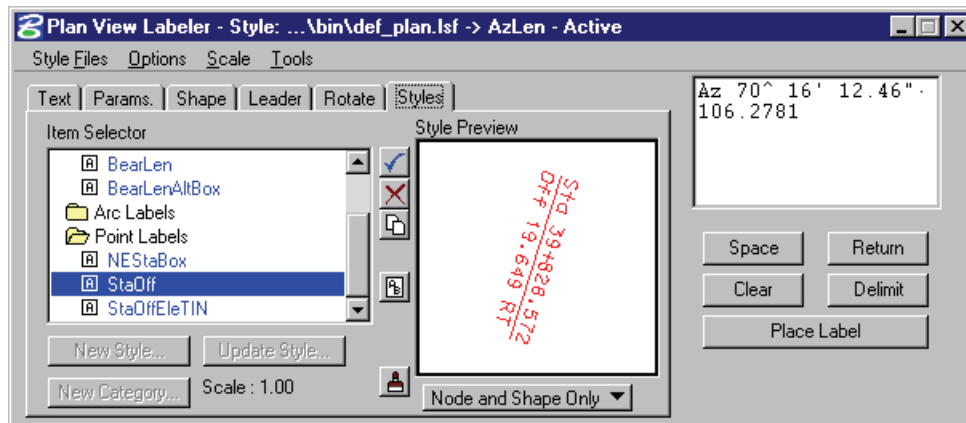 Plan View Labeler - Style: ...\bin\def_plan.lsf -> AzLen - Active
Style Files Options Scale Tools
Text Params. Shape Leader Rotate Styles
Item Selector
BearLen
BearLenAltBox
Arc Labels
Point Labels
NEStaBox
StaOff
StaOffEleTIN
New Style... Update Style...
New Category... Scale : 1.00
Style Preview
Sta 39+828.572
Off 19.649 RT
Node and Shape Only
Az 70^ 16' 12.46"·
106.2781
Space Return
Clear Delimit
Place Label